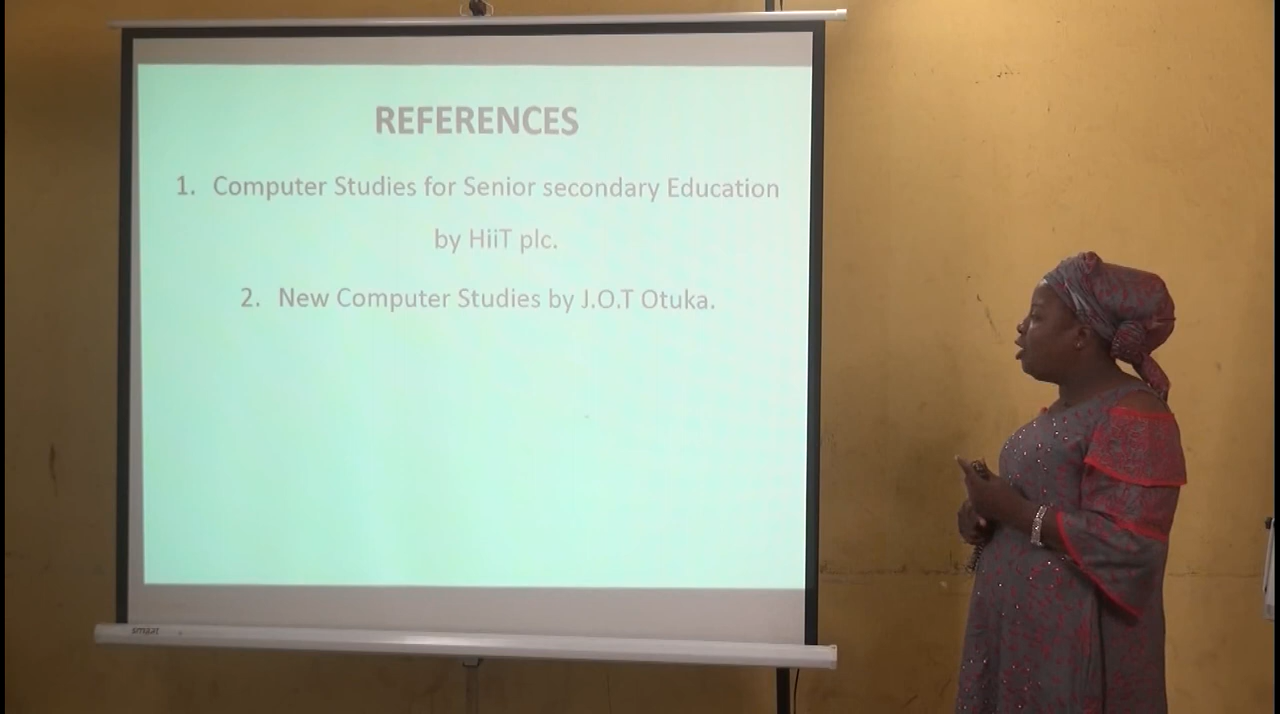 REFERENCES
1. Computer Studies for Senior secondary Education
by HiiT plc.
2. New Computer Studies by J.O.T Otuka.